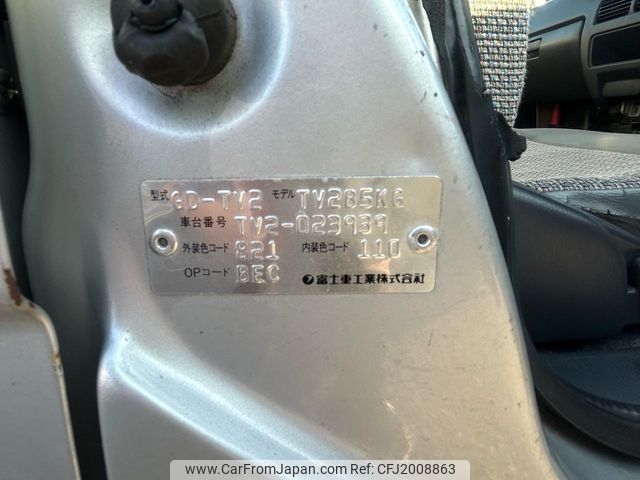 型式 GD-TV2 モデル TV2B5KG
車台番号 TV2-023939
外装色コード 821 内装色コード 110
OPコード BEC 富士重工業株式会社
www.CarFromJapan.com | ID: CFJ2008863